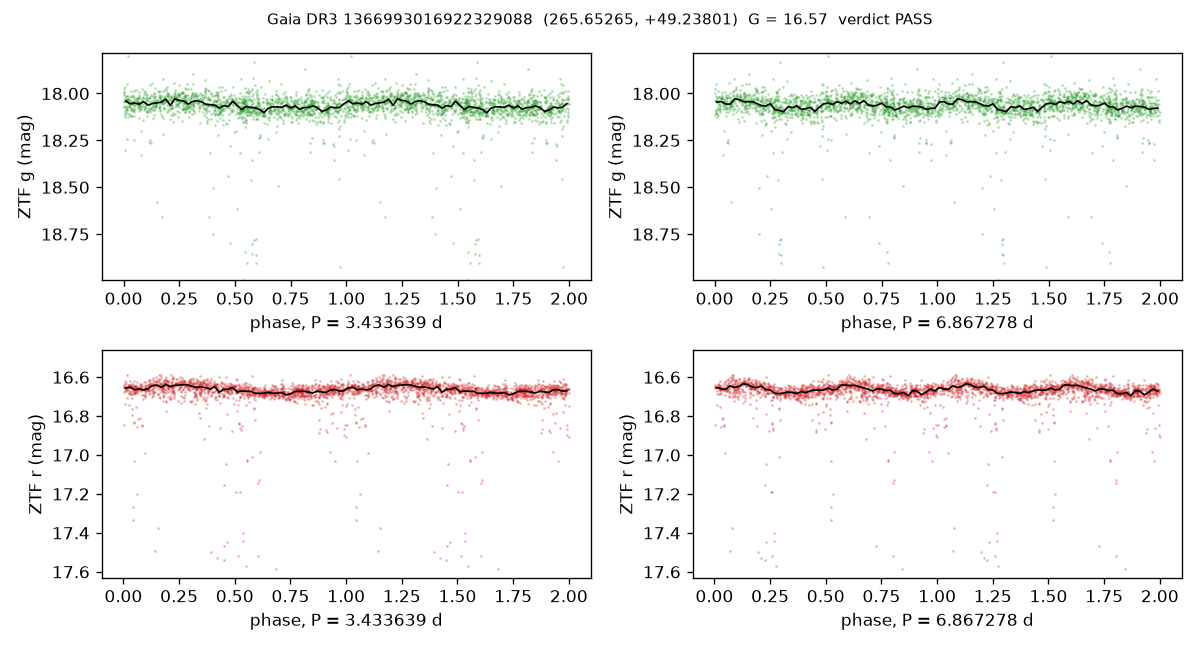 Gaia DR3 1366993016922329088 (265.65265, +49.23801) G = 16.57 verdict PASS
ZTF g (mag)
18.00
18.25
18.50
18.75
0.00 0.25 0.50 0.75 1.00 1.25 1.50 1.75 2.00
phase, P = 3.433639 d
ZTF g (mag)
18.00
18.25
18.50
18.75
0.00 0.25 0.50 0.75 1.00 1.25 1.50 1.75 2.00
phase, P = 6.867278 d
ZTF r (mag)
16.6
16.8
17.0
17.2
17.4
17.6
0.00 0.25 0.50 0.75 1.00 1.25 1.50 1.75 2.00
phase, P = 3.433639 d
ZTF r (mag)
16.6
16.8
17.0
17.2
17.4
17.6
0.00 0.25 0.50 0.75 1.00 1.25 1.50 1.75 2.00
phase, P = 6.867278 d